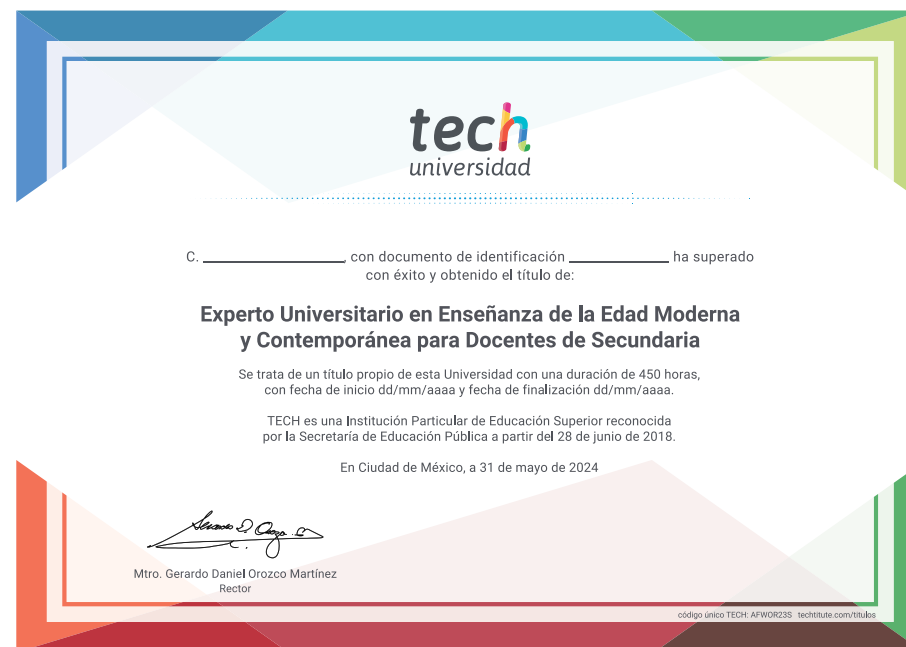 tech
universidad
C. ____________, con documento de identificación ____________ ha superado
con éxito y obtenido el título de:
Experto Universitario en Enseñanza de la Edad Moderna
y Contemporánea para Docentes de Secundaria
Se trata de un título propio de esta Universidad con una duración de 450 horas,
con fecha de inicio dd/mm/aaaa y fecha de finalización dd/mm/aaaa.
TECH es una Institución Particular de Educación Superior reconocida
por la Secretaría de Educación Pública a partir del 28 de junio de 2018.
En Ciudad de México, a 31 de mayo de 2024
Mtro. Gerardo Daniel Orozco Martínez
Rector
código único TECH: AFWOR23S techtitute.com/titulos